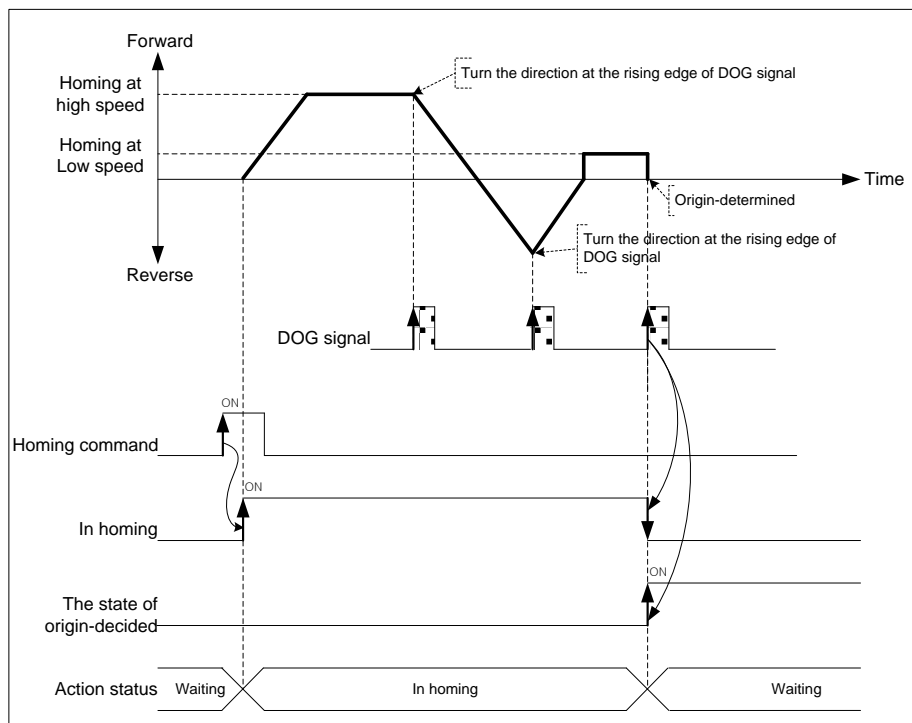 Forward
Homing at
high speed
Turn the direction at the rising edge of DOG signal
Homing at
Low speed
Time
Origin-determined
Turn the direction at the rising edge of
DOG signal
Reverse
DOG signal
ON
Homing command
ON
In homing
ON
The state of
origin-decided
Action status
Waiting
In homing
Waiting